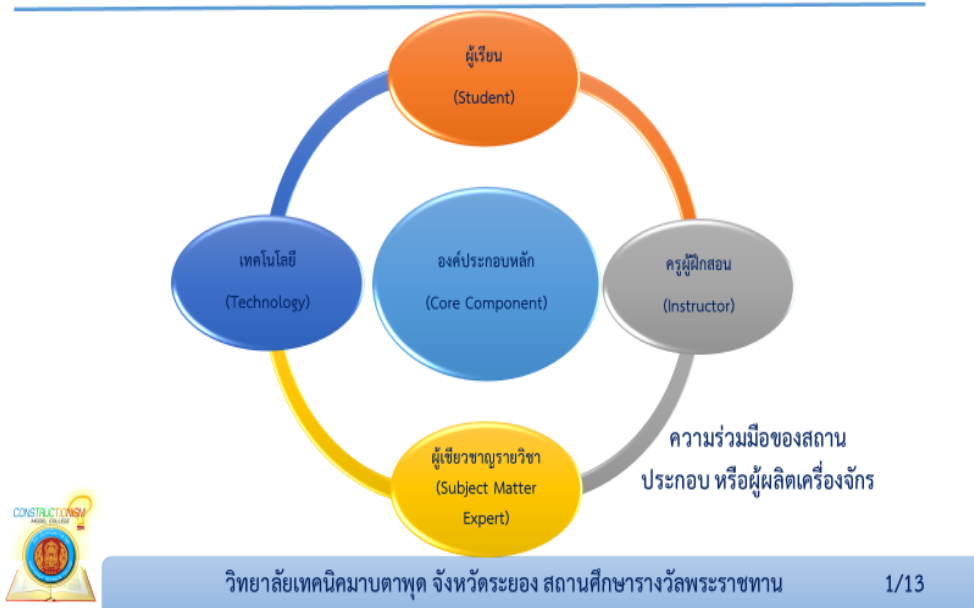 ผู้เรียน
(Student)
เทคโนโลยี
(Technology)
องค์ประกอบหลัก
(Core Component)
ครูผู้ฝึกสอน
(Instructor)
ผู้เชียวชาญรายวิชา
(Subject Matter
Expert)
ความร่วมมือของสถาน
ประกอบ หรือผู้ผลิตเครื่องจักร
CONSTRUCTIONISM
MODEL COLLEGE
วิทยาลัยเทคนิคมาบตาพุด จังหวัดระยอง สถานศึกษารางวัลพระราชทาน
1/13